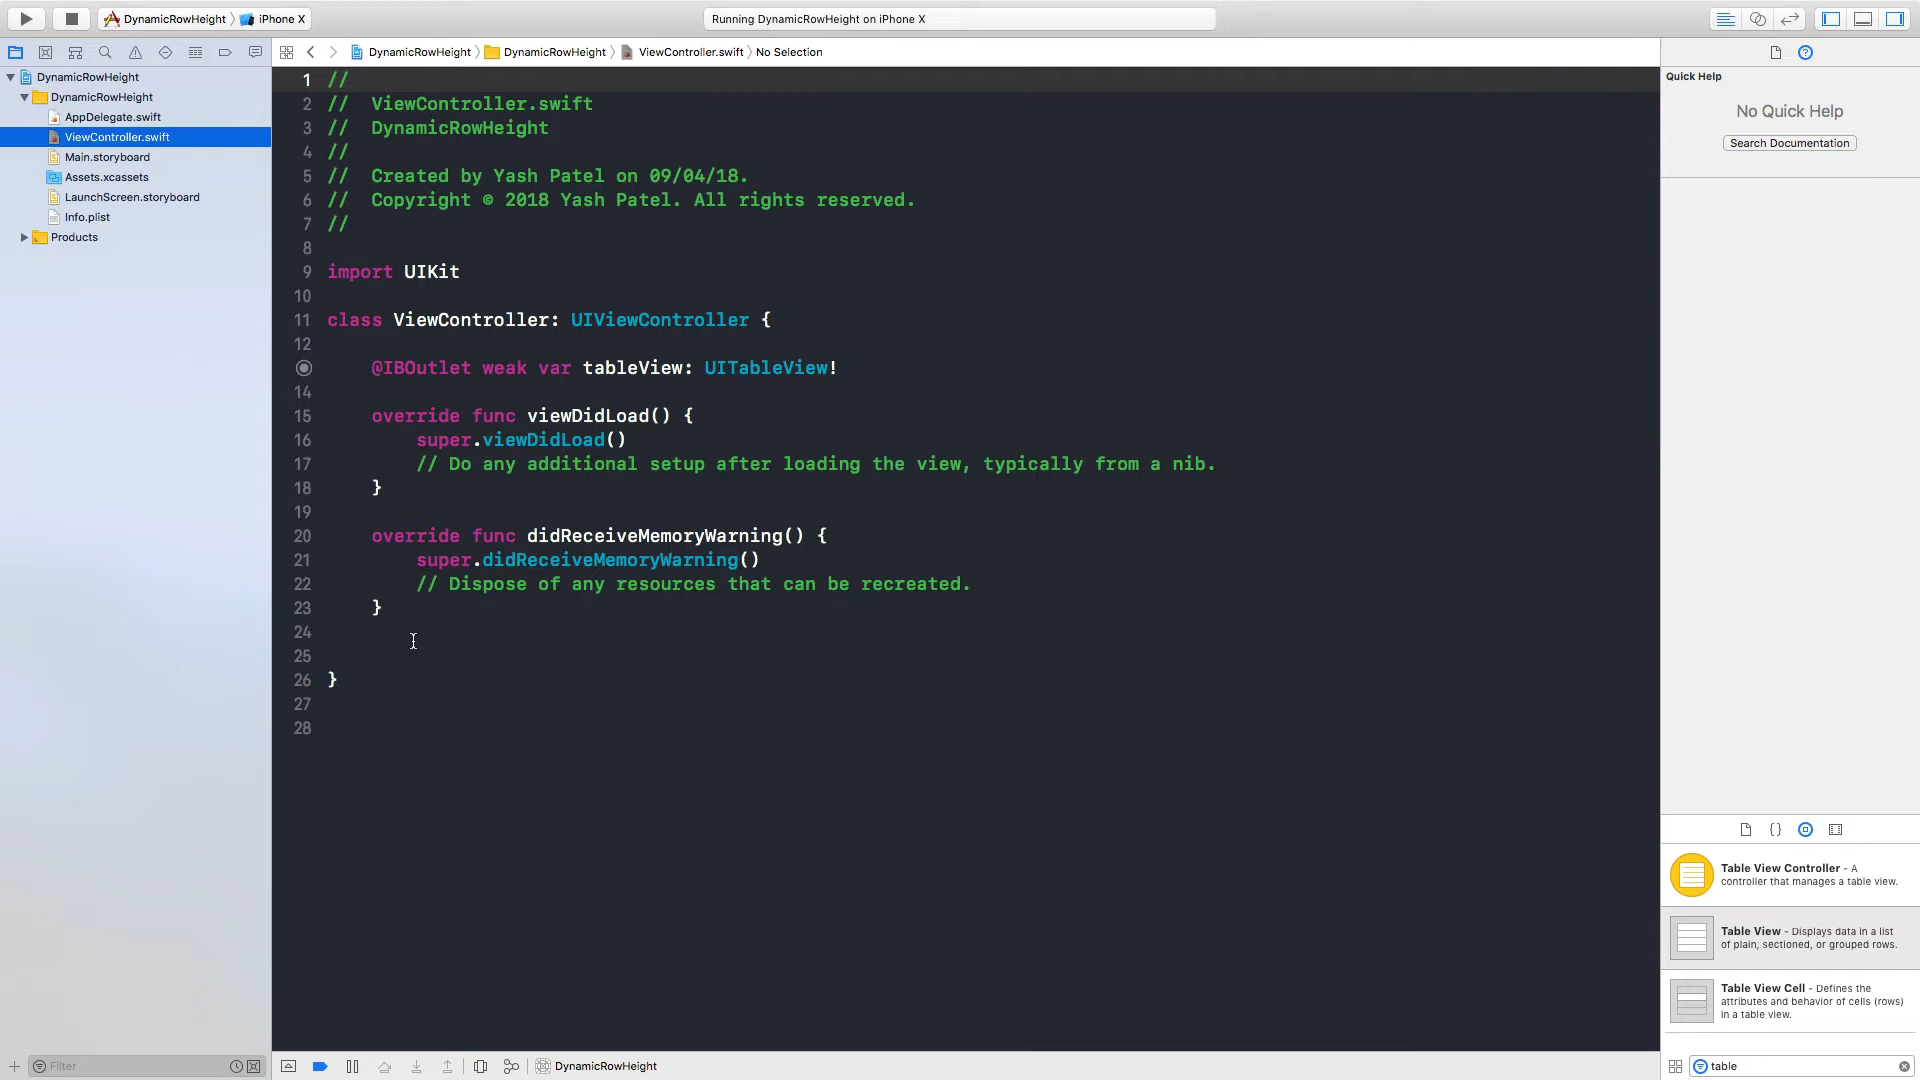 DynamicRowHeight iPhone X
Running DynamicRowHeight on iPhone X
DynamicRowHeight DynamicRowHeight ViewController.swift No Selection
DynamicRowHeight
DynamicRowHeight
AppDelegate.swift
ViewController.swift
Main.storyboard
Assets.xcassets
LaunchScreen.storyboard
Info.plist
Products
Filter
1 //
2 //  ViewController.swift
3 //  DynamicRowHeight
4 //
5 //  Created by Yash Patel on 09/04/18.
6 //  Copyright © 2018 Yash Patel. All rights reserved.
7 //
8
9 import UIKit
10
11 class ViewController: UIViewController {
12
@IBOutlet weak var tableView: UITableView!
14
15 override func viewDidLoad() {
16 super.viewDidLoad()
17 // Do any additional setup after loading the view, typically from a nib.
18 }
19
20 override func didReceiveMemoryWarning() {
21 super.didReceiveMemoryWarning()
22 // Dispose of any resources that can be recreated.
23 }
24
25
26 }
27
28
DynamicRowHeight
Quick Help
No Quick Help
Search Documentation
{}
Table View Controller - A
controller that manages a table view.
Table View - Displays data in a list
of plain, sectioned, or grouped rows.
Table View Cell - Defines the
attributes and behavior of cells (rows)
in a table view.
table